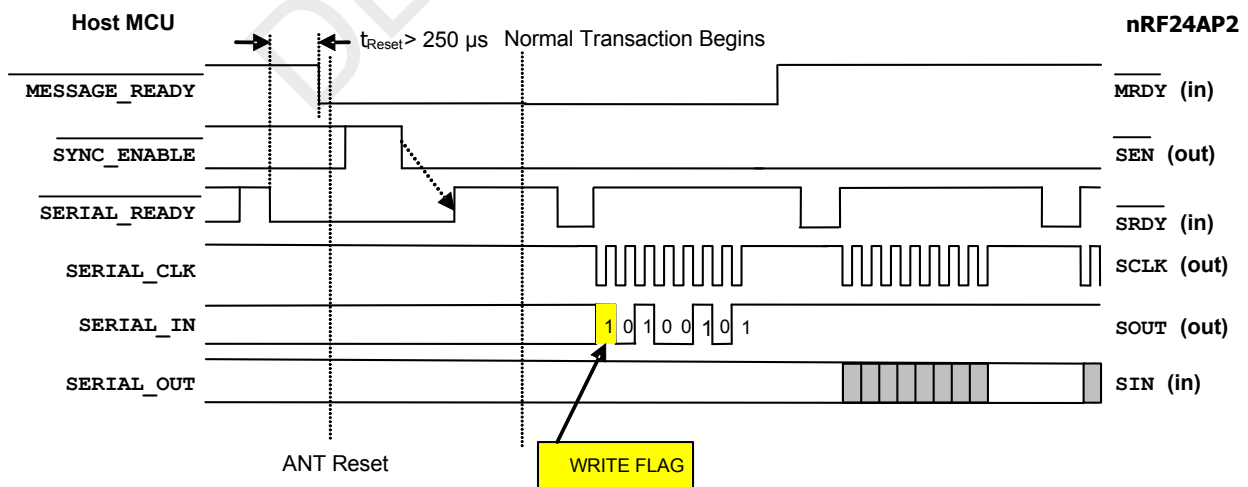 Host MCU
nRF24AP2
tReset> 250 µs Normal Transaction Begins
MESSAGE_READY
MRDY (in)
SYNC_ENABLE
SEN (out)
SERIAL_READY
SRDY (in)
SERIAL_CLK
SCLK (out)
SERIAL_IN
1 0 1 0 0 1 0 1
SOUT (out)
SERIAL_OUT
SIN (in)
ANT Reset
WRITE FLAG